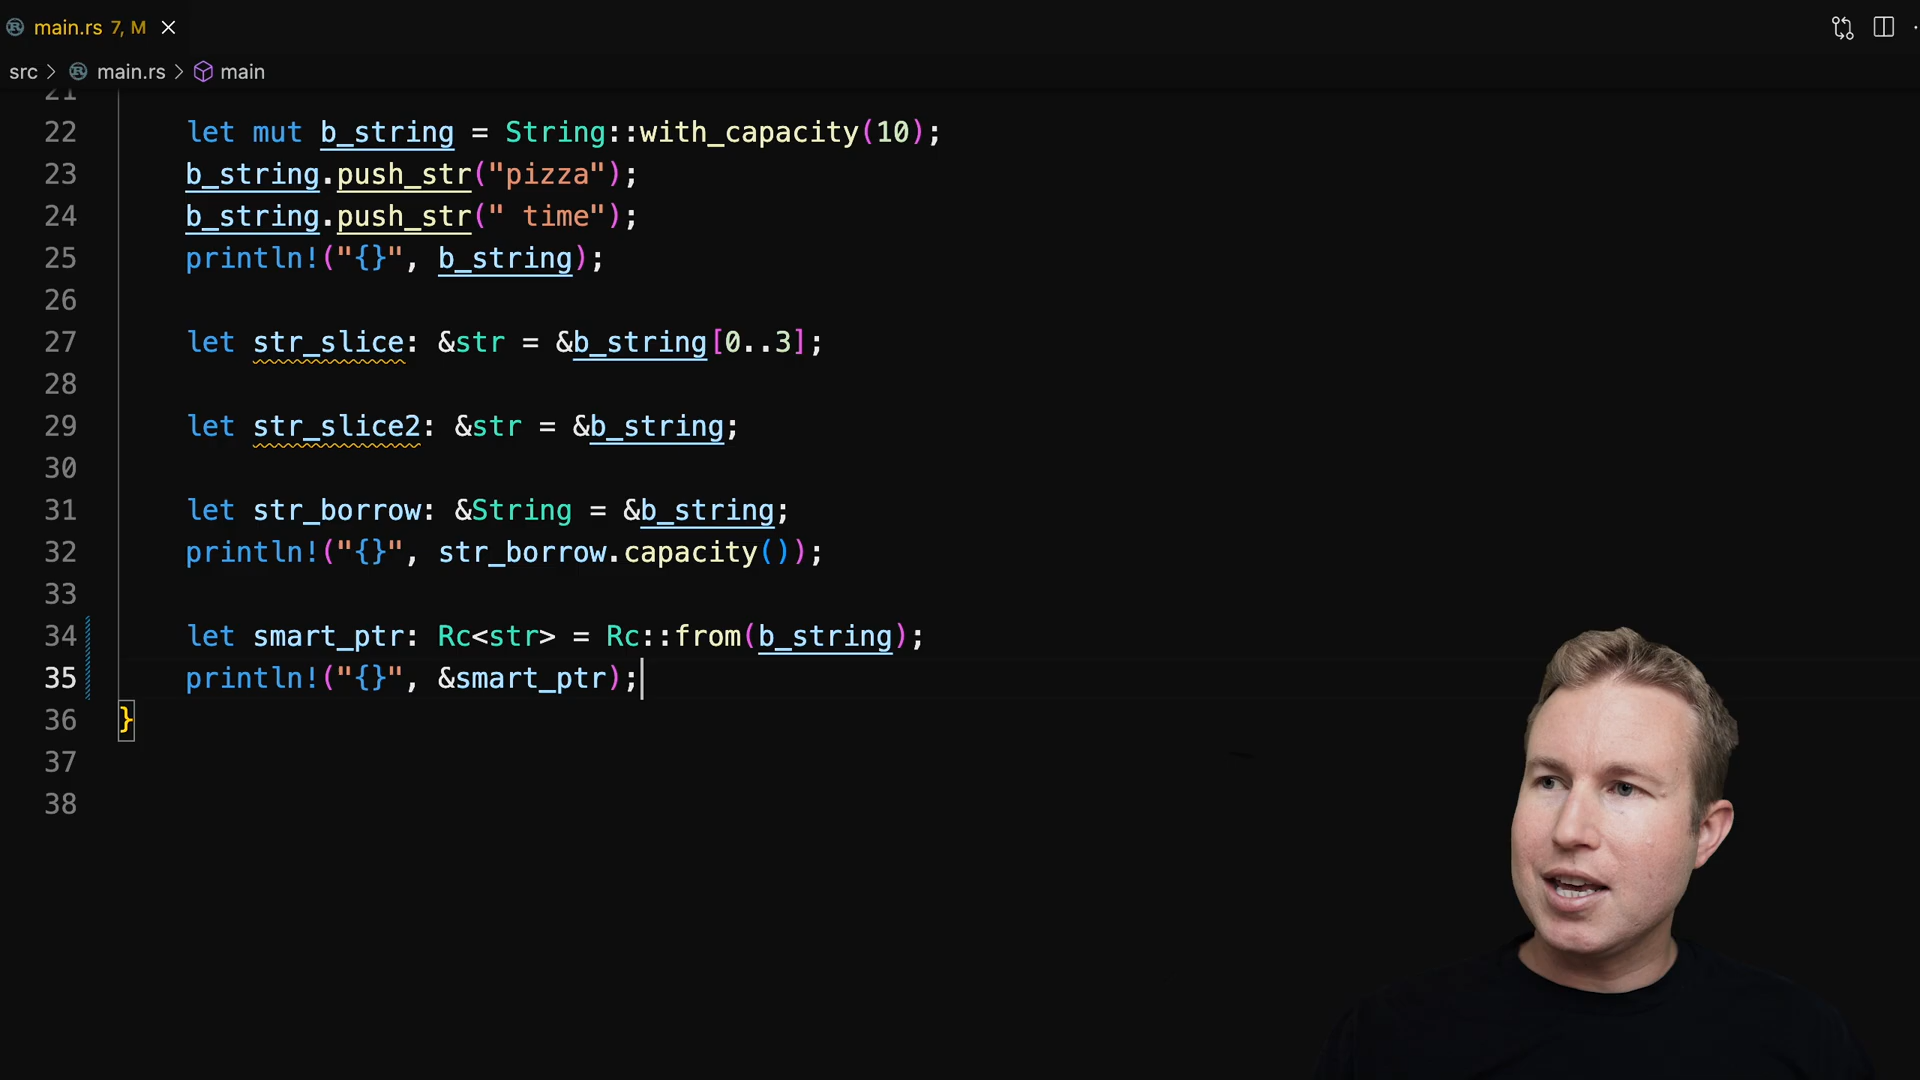 main.rs 7, M
src > main.rs > main
21
22 let mut b_string = String::with_capacity(10);
23 b_string.push_str("pizza");
24 b_string.push_str(" time");
25 println!("{}", b_string);
26
27 let str_slice: &str = &b_string[0..3];
28
29 let str_slice2: &str = &b_string;
30
31 let str_borrow: &String = &b_string;
32 println!("{}", str_borrow.capacity());
33
34 let smart_ptr: Rc<str> = Rc::from(b_string);
35 println!("{}", &smart_ptr);
36 }
37
38